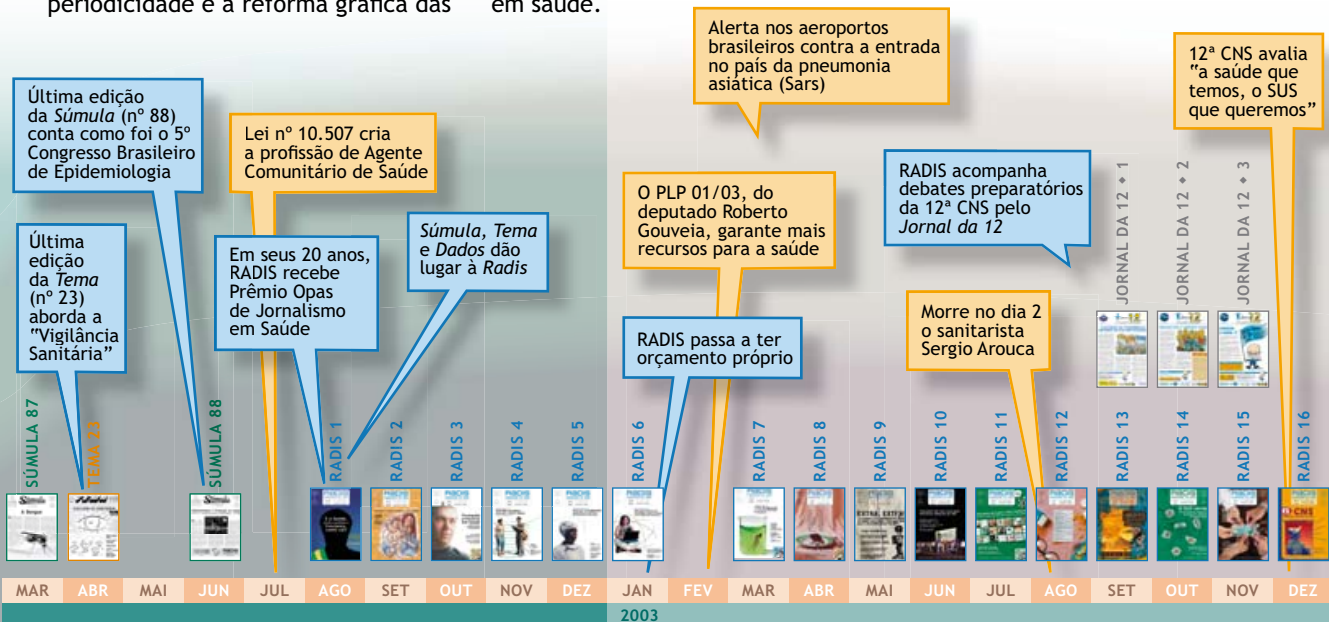 periodicidade e a reforma gráfica das
em saúde.
Última edição
da Súmula (nº 88)
conta como foi o 5º
Congresso Brasileiro
de Epidemiologia
Última
edição
da Tema
(nº 23)
aborda a
"Vigilância
Sanitária"
Lei nº 10.507 cria
a profissão de Agente
Comunitário de Saúde
Em seus 20 anos,
RADIS recebe
Prêmio Opas
de Jornalismo
em Saúde
Súmula, Tema
e Dados dão
lugar à Radis
Alerta nos aeroportos
brasileiros contra a entrada
no país da pneumonia
asiática (Sars)
O PLP 01/03, do
deputado Roberto
Gouveia, garante mais
recursos para a saúde
RADIS passa a ter
orçamento próprio
RADIS acompanha
debates preparatórios
da 12ª CNS pelo
Jornal da 12
Morre no dia 2
o sanitarista
Sergio Arouca
12ª CNS avalia
"a saúde que
temos, o SUS
que queremos"
JORNAL DA 12 ♦ 1
JORNAL DA 12 ♦ 2
JORNAL DA 12 ♦ 3
SÚMULA 87
TEMA 23
SÚMULA 88
RADIS 1
RADIS 2
RADIS 3
RADIS 4
RADIS 5
RADIS 6
RADIS 7
RADIS 8
RADIS 9
RADIS 10
RADIS 11
RADIS 12
RADIS 13
RADIS 14
RADIS 15
RADIS 16
MAR ABR MAI JUN JUL AGO SET OUT NOV DEZ JAN FEV MAR ABR MAI JUN JUL AGO SET OUT NOV DEZ
2003